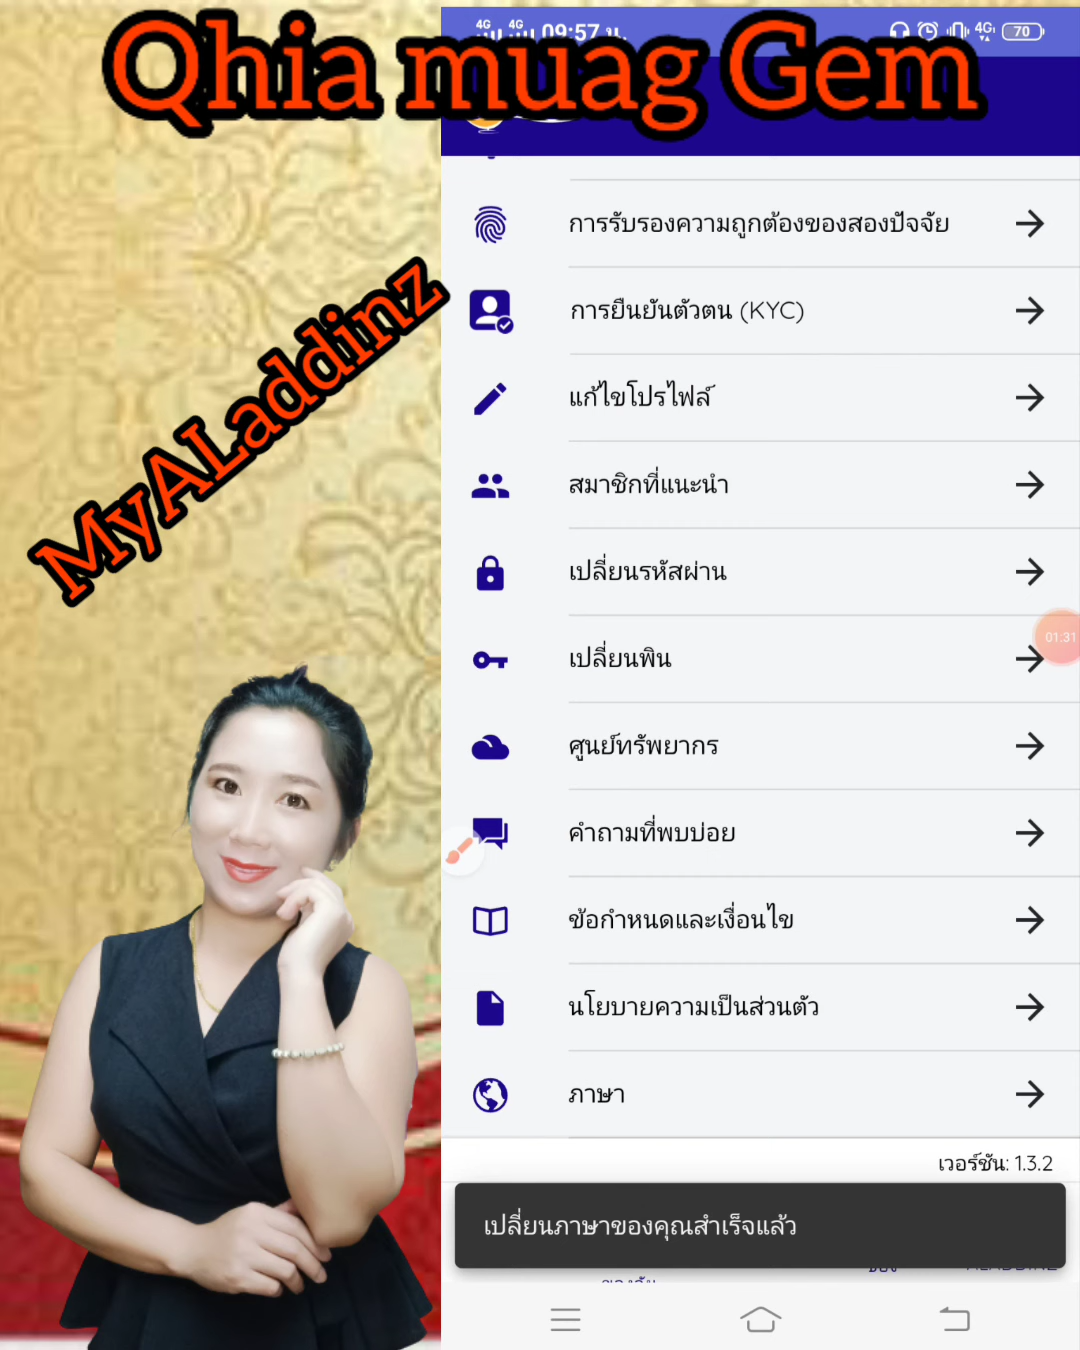 4G 4G 09:57 น. 4G 70
Qhia muag Gem
MyALaddinz
การรับรองความถูกต้องของสองปัจจัย
การยืนยันตัวตน (KYC)
แก้ไขโปรไฟล์
สมาชิกที่แนะนำ
เปลี่ยนรหัสผ่าน
01:31
เปลี่ยนพิน
ศูนย์ทรัพยากร
คำถามที่พบบ่อย
ข้อกำหนดและเงื่อนไข
นโยบายความเป็นส่วนตัว
ภาษา
เวอร์ชัน: 1.3.2
เปลี่ยนภาษาของคุณสำเร็จแล้ว